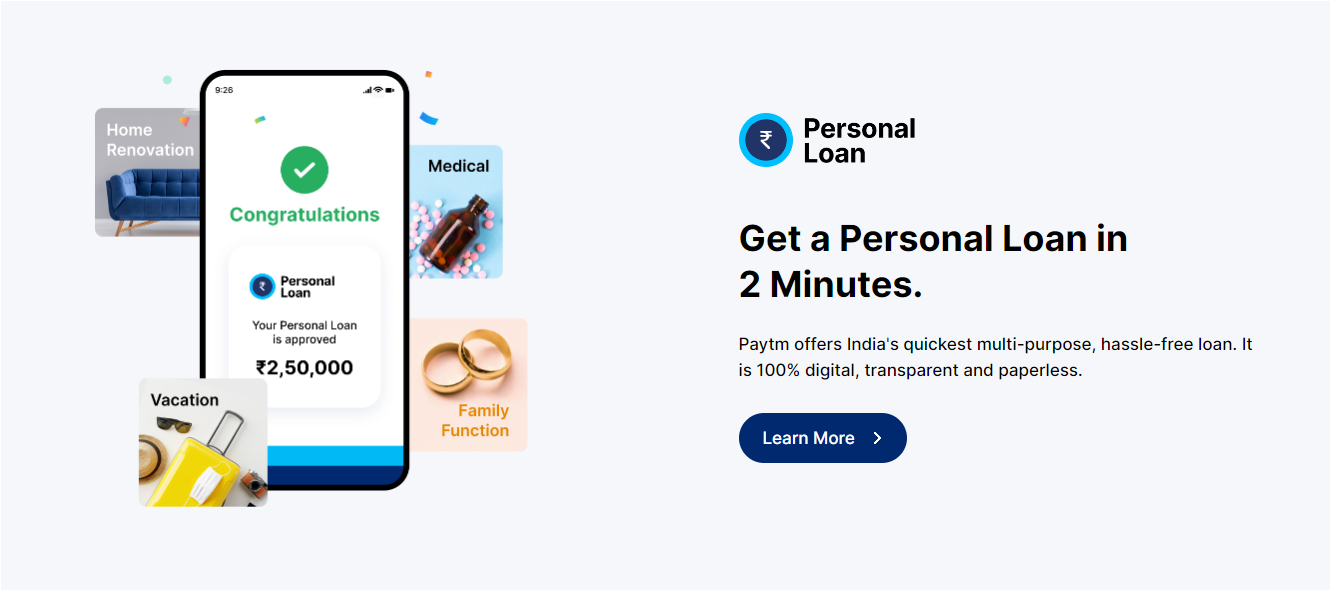 9:26
Home
Renovation
Congratulations
₹
Personal
Loan
Your Personal Loan
is approved
₹2,50,000
Medical
Family
Function
Vacation
₹
Personal
Loan
Get a Personal Loan in
2 Minutes.
Paytm offers India's quickest multi-purpose, hassle-free loan. It
is 100% digital, transparent and paperless.
Learn More